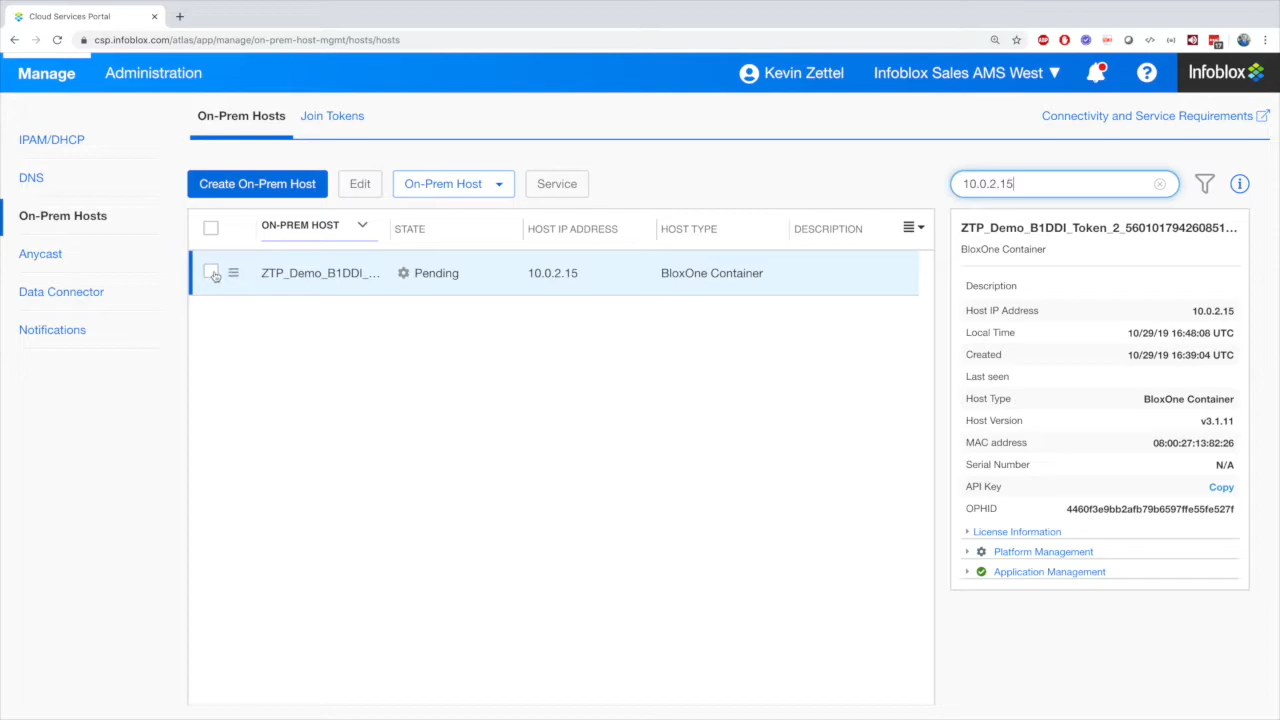 Cloud Services Portal
csp.infoblox.com/atlas/app/manage/on-prem-host-mgmt/hosts/hosts
Manage
Administration
Kevin Zettel
Infoblox Sales AMS West ▼
Infoblox
IPAM/DHCP
DNS
On-Prem Hosts
Anycast
Data Connector
Notifications
On-Prem Hosts
Join Tokens
Connectivity and Service Requirements
Create On-Prem Host
Edit
On-Prem Host
Service
10.0.2.15
ON-PREM HOST
STATE
HOST IP ADDRESS
HOST TYPE
DESCRIPTION
ZTP_Demo_B1DDI_...
Pending
10.0.2.15
BloxOne Container
ZTP_Demo_B1DDI_Token_2_560101794260851...
BloxOne Container
Description
Host IP Address 10.0.2.15
Local Time 10/29/19 16:48:08 UTC
Created 10/29/19 16:39:04 UTC
Last seen
Host Type BloxOne Container
Host Version v3.1.11
MAC address 08:00:27:13:82:26
Serial Number N/A
API Key Copy
OPHID 4460f3e9bb2afb79b6597ffe55fe527f
License Information
Platform Management
Application Management